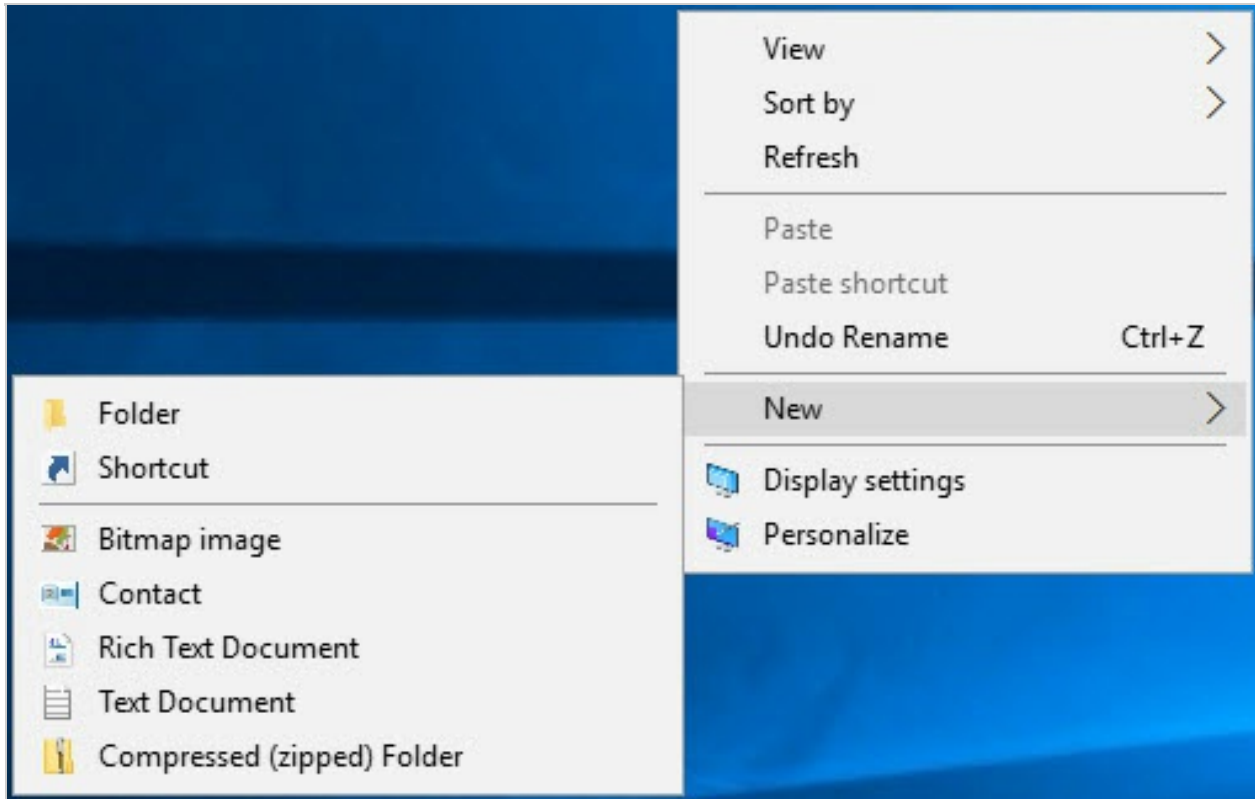 View
Sort by
Refresh
Paste
Paste shortcut
Undo Rename Ctrl+Z
New
Display settings
Personalize
Folder
Shortcut
Bitmap image
Contact
Rich Text Document
Text Document
Compressed (zipped) Folder